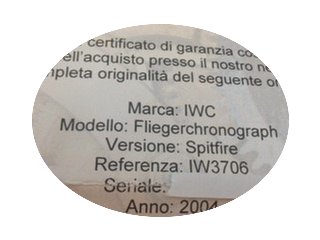 certificato di garanzia co
ell'acquisto presso il nostro ne
pleta originalità del seguente or
Marca: IWC
Modello: Fliegerchronograph
Versione: Spitfire
Referenza: IW3706
Seriale:
Anno: 2004